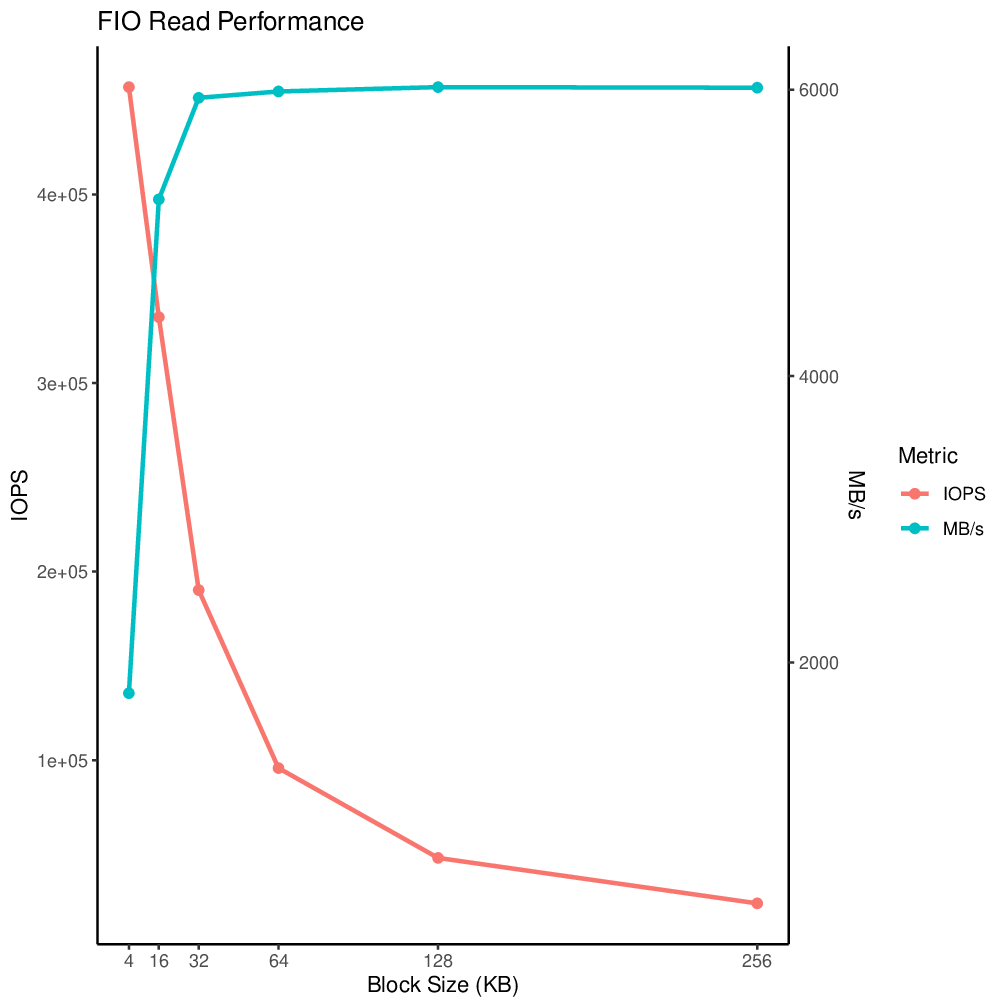 FIO Read Performance
4e+05
3e+05
2e+05
1e+05
IOPS
6000
4000
2000
MB/s
4 16 32 64 128 256
Block Size (KB)
Metric
IOPS
MB/s